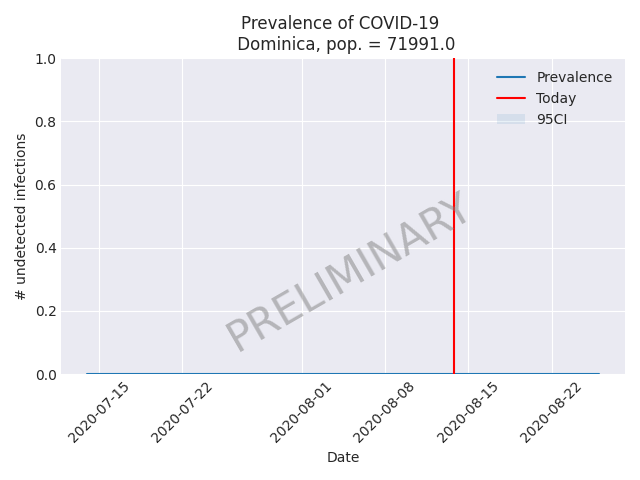 Prevalence of COVID-19
Dominica, pop. = 71991.0
1.0
0.8
0.6
0.4
0.2
0.0
# undetected infections
Prevalence
Today
95CI
PRELIMINARY
2020-07-15
2020-07-22
2020-08-01
2020-08-08
2020-08-15
2020-08-22
Date